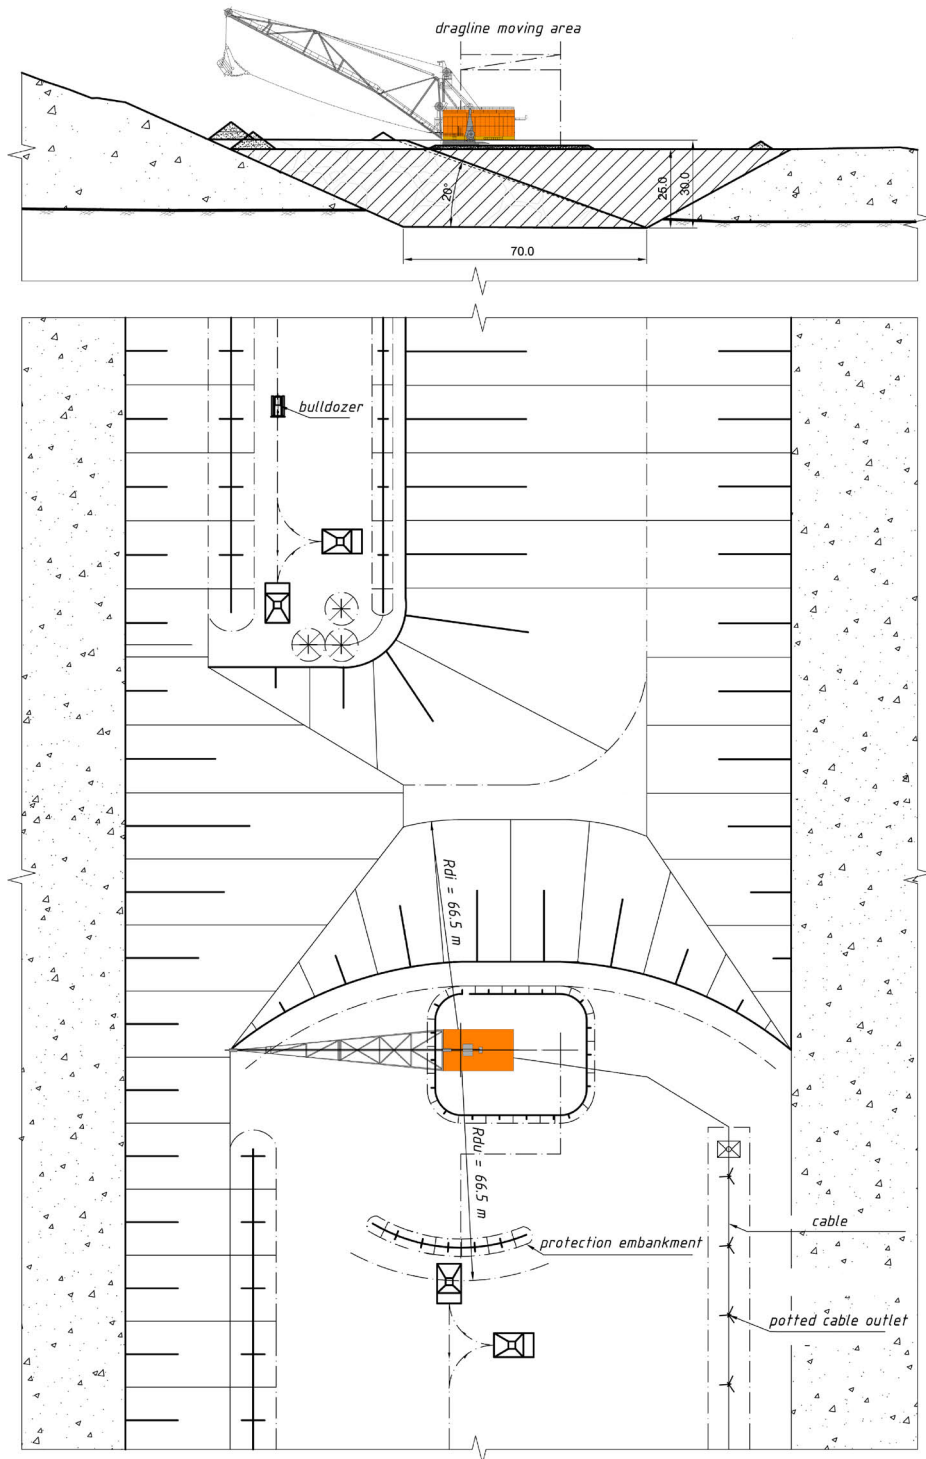 dragline moving area
20°
25.0
30.0
70.0
bulldozer
Rdi = 66.5 m
Rdu = 66.5 m
cable
protection embankment
potted cable outlet